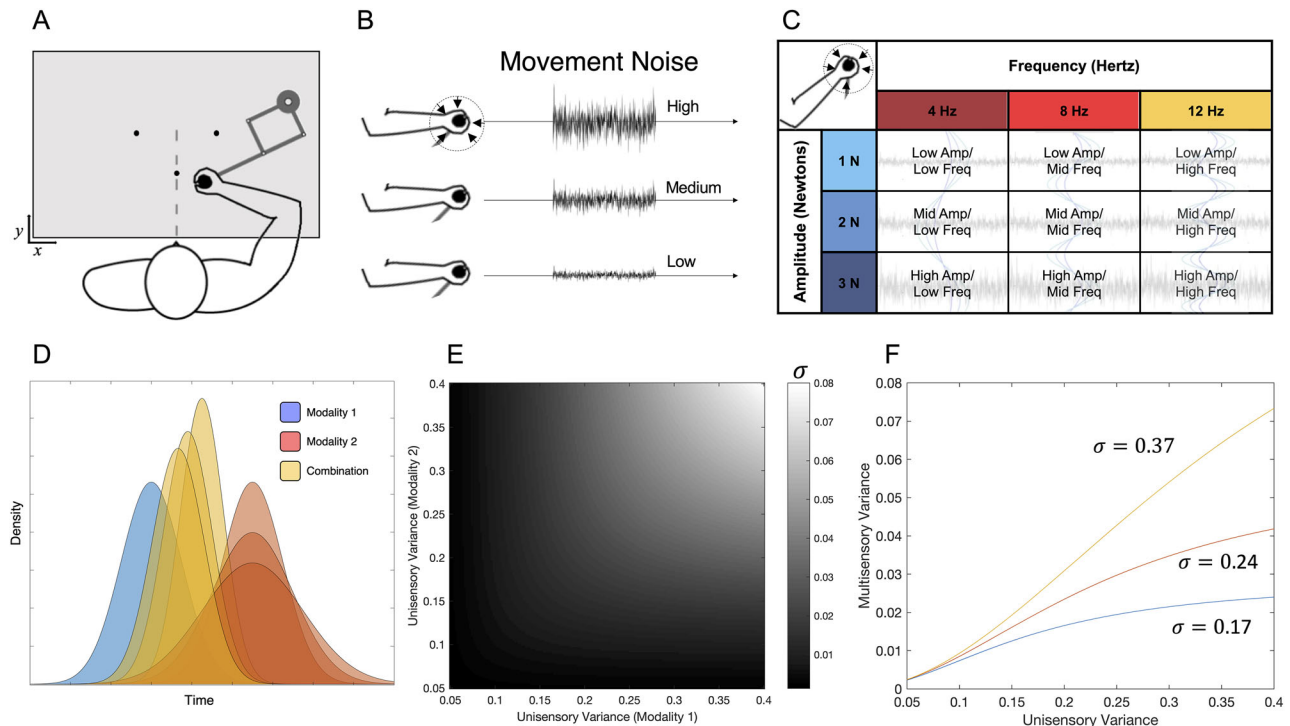 A
y
x
B
Movement Noise
High
Medium
Low
C
Frequency (Hertz)
4 Hz
8 Hz
12 Hz
Amplitude (Newtons)
1 N
Low Amp/
Low Freq
Low Amp/
Mid Freq
Low Amp/
High Freq
2 N
Mid Amp/
Low Freq
Mid Amp/
Mid Freq
Mid Amp/
High Freq
3 N
High Amp/
Low Freq
High Amp/
Mid Freq
High Amp/
High Freq
D
Density
Modality 1
Modality 2
Combination
Time
E
Unisensory Variance (Modality 2)
0.4
0.35
0.3
0.25
0.2
0.15
0.1
0.05
0.05
0.1
0.15
0.2
0.25
0.3
0.35
0.4
Unisensory Variance (Modality 1)
σ
0.08
0.07
0.06
0.05
0.04
0.03
0.02
0.01
F
Multisensory Variance
0.08
0.07
0.06
0.05
0.04
0.03
0.02
0.01
0
σ = 0.37
σ = 0.24
σ = 0.17
0.05
0.1
0.15
0.2
0.25
0.3
0.35
0.4
Unisensory Variance